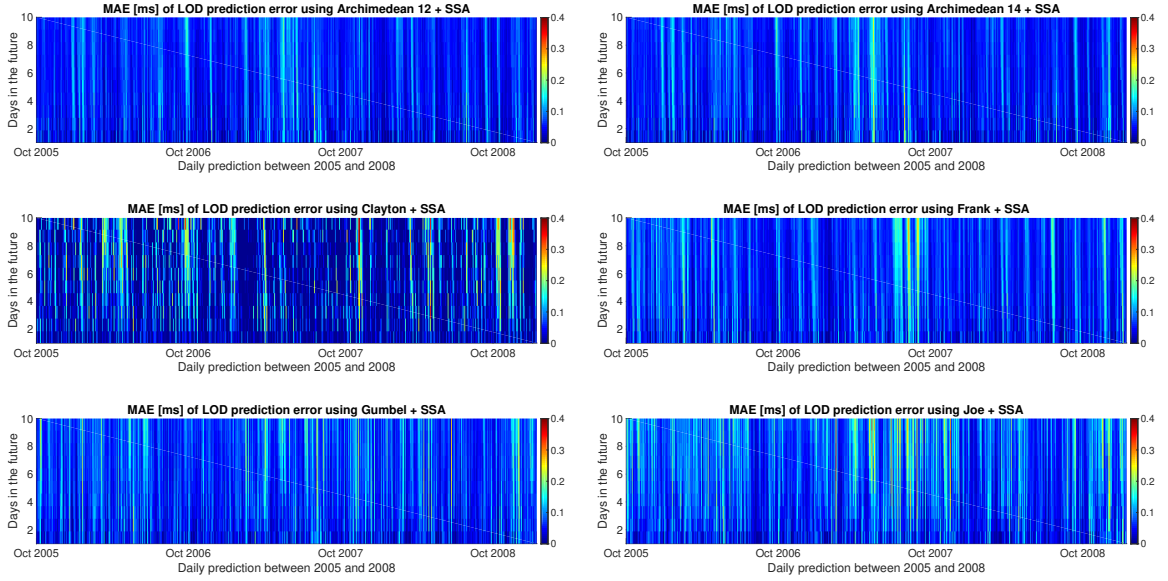 MAE [ms] of LOD prediction error using Archimedean 12 + SSA
Days in the future
10
8
6
4
2
0.4
0.3
0.2
0.1
0
Oct 2005 Oct 2006 Oct 2007 Oct 2008
Daily prediction between 2005 and 2008
MAE [ms] of LOD prediction error using Archimedean 14 + SSA
Days in the future
10
8
6
4
2
0.4
0.3
0.2
0.1
0
Oct 2005 Oct 2006 Oct 2007 Oct 2008
Daily prediction between 2005 and 2008
MAE [ms] of LOD prediction error using Clayton + SSA
Days in the future
10
8
6
4
2
0.4
0.3
0.2
0.1
0
Oct 2005 Oct 2006 Oct 2007 Oct 2008
Daily prediction between 2005 and 2008
MAE [ms] of LOD prediction error using Frank + SSA
Days in the future
10
8
6
4
2
0.4
0.3
0.2
0.1
0
Oct 2005 Oct 2006 Oct 2007 Oct 2008
Daily prediction between 2005 and 2008
MAE [ms] of LOD prediction error using Gumbel + SSA
Days in the future
10
8
6
4
2
0.4
0.3
0.2
0.1
0
Oct 2005 Oct 2006 Oct 2007 Oct 2008
Daily prediction between 2005 and 2008
MAE [ms] of LOD prediction error using Joe + SSA
Days in the future
10
8
6
4
2
0.4
0.3
0.2
0.1
0
Oct 2005 Oct 2006 Oct 2007 Oct 2008
Daily prediction between 2005 and 2008